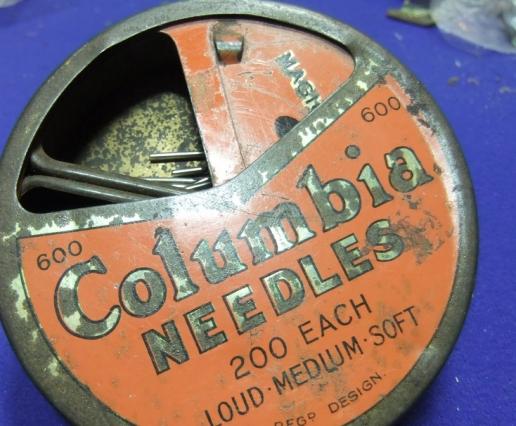 600
600
Columbia
NEEDLES
200 EACH
LOUD·MEDIUM·SOFT
REGD DESIGN.